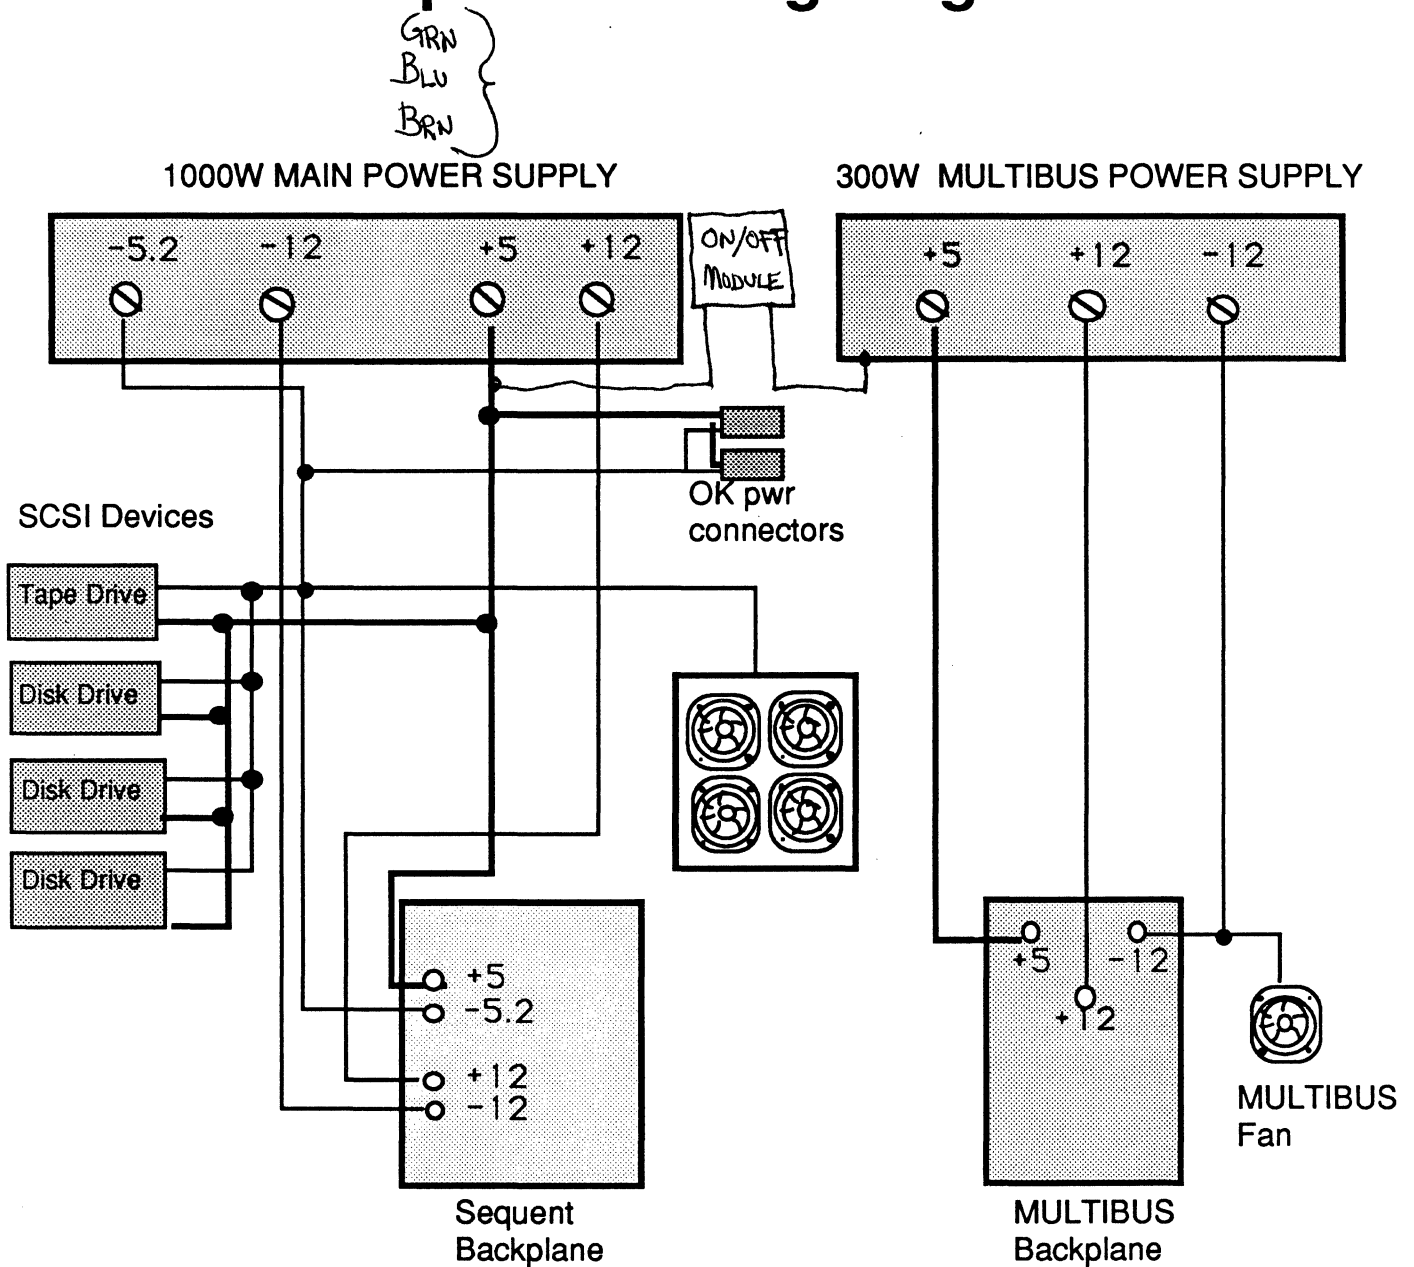 GRN
BLU
BRN
1000W MAIN POWER SUPPLY
300W MULTIBUS POWER SUPPLY
-5.2
-12
+5
+12
ON/OFF
MODULE
+5
+12
-12
OK pwr
connectors
SCSI Devices
Tape Drive
Disk Drive
Disk Drive
Disk Drive
+5
-5.2
+12
-12
+5
-12
+12
MULTIBUS
Fan
Sequent
Backplane
MULTIBUS
Backplane